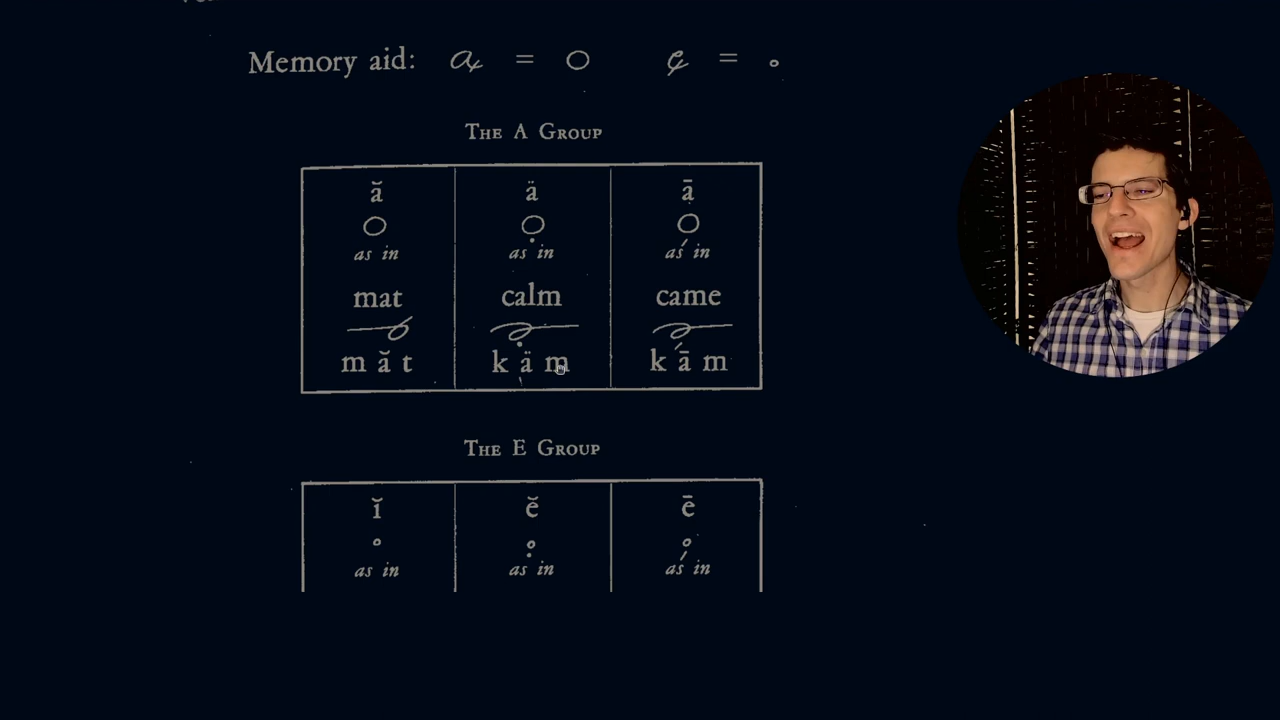 Memory aid: a = o e = o
The A Group
ă ä ā
as in as in as in
mat calm came
m ă t k ä m k ā m
The E Group
ĭ ĕ ē
as in as in as in